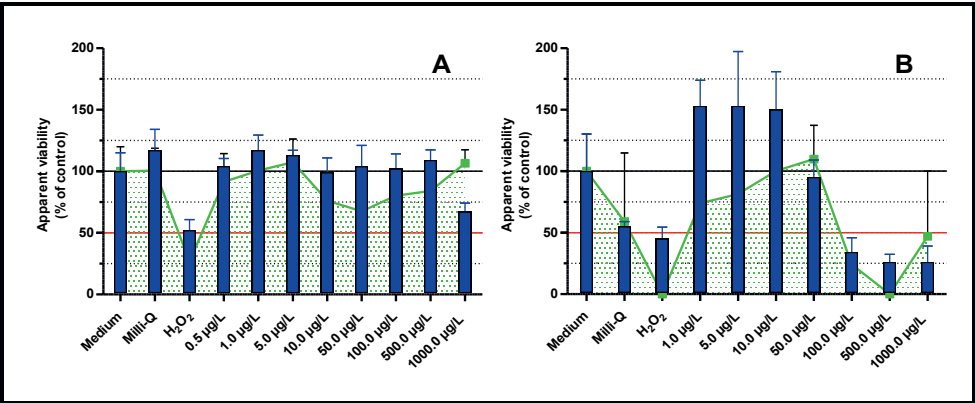 A
Apparent viability
(% of control)
200
150
100
50
0
Medium
Milli-Q
H₂O₂
0.5 µg/L
1.0 µg/L
5.0 µg/L
10.0 µg/L
50.0 µg/L
100.0 µg/L
500.0 µg/L
1000.0 µg/L
B
Apparent viability
(% of control)
200
150
100
50
0
Medium
Milli-Q
H₂O₂
1.0 µg/L
5.0 µg/L
10.0 µg/L
50.0 µg/L
100.0 µg/L
500.0 µg/L
1000.0 µg/L